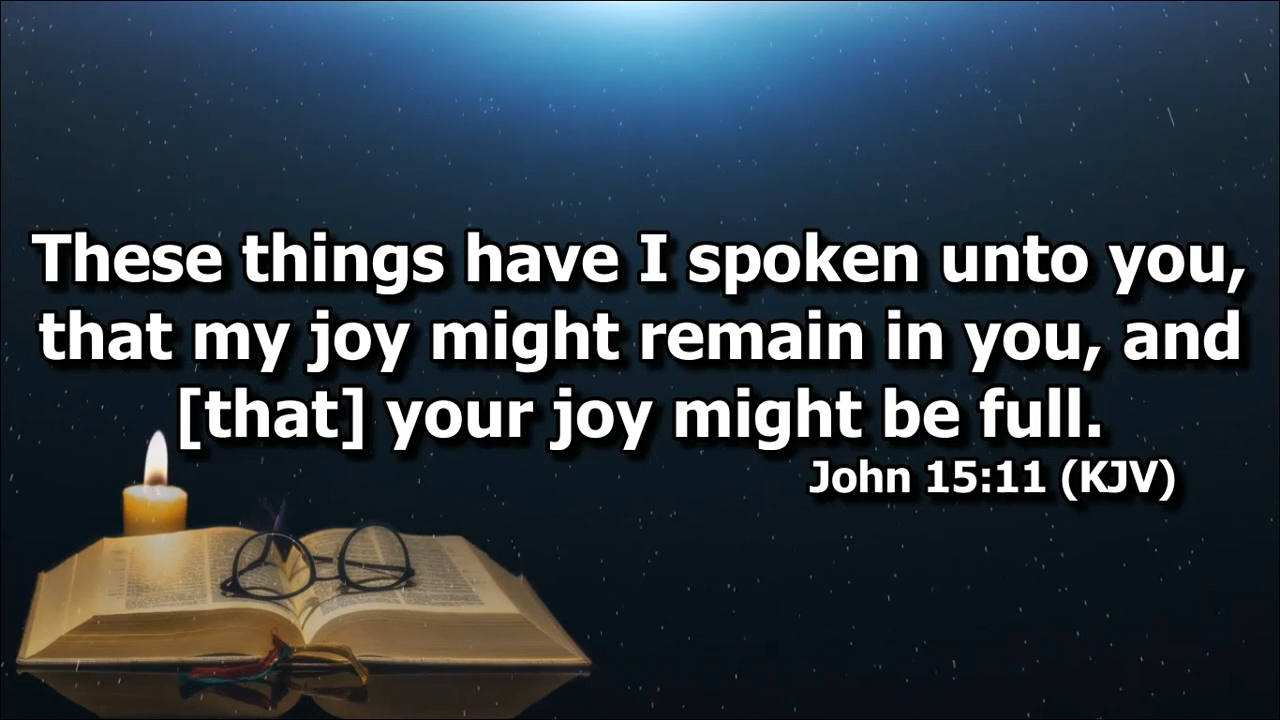 These things have I spoken unto you,
that my joy might remain in you, and
[that] your joy might be full.
John 15:11 (KJV)